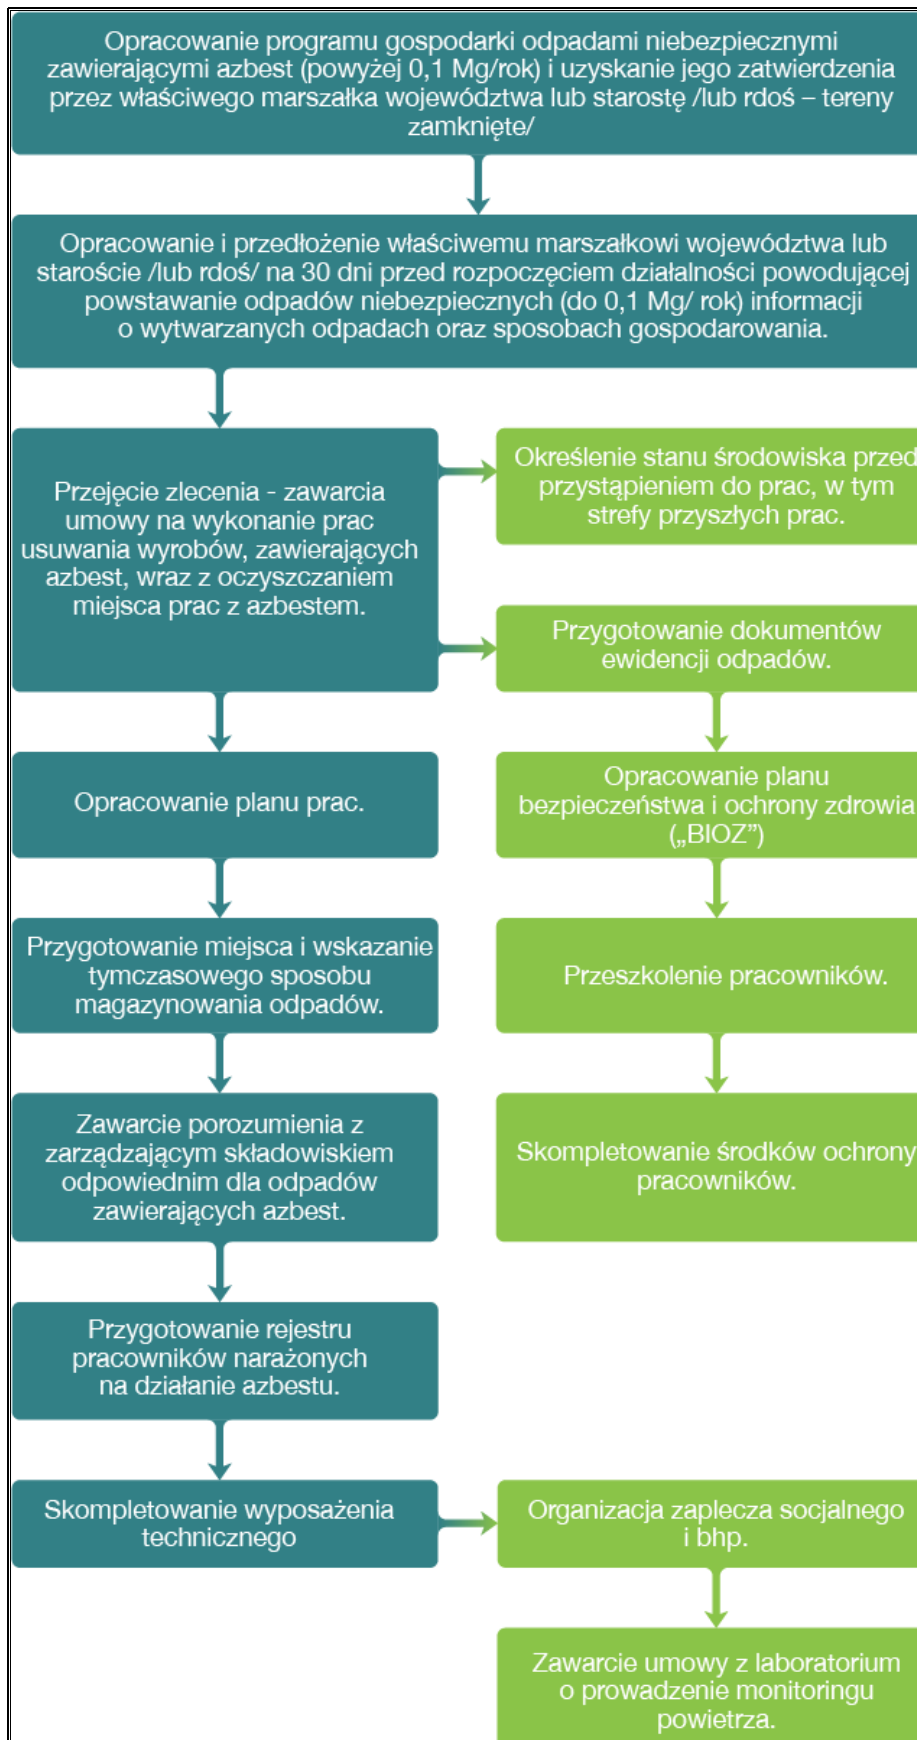 Opracowanie programu gospodarki odpadami niebezpiecznymi
zawierającymi azbest (powyżej 0,1 Mg/rok) i uzyskanie jego zatwierdzenia
przez właściwego marszałka województwa lub starostę /lub rdoś – tereny
zamknięte/
Opracowanie i przedłożenie właściwemu marszałkowi województwa lub
staroście /lub rdoś/ na 30 dni przed rozpoczęciem działalności powodującej
powstawanie odpadów niebezpiecznych (do 0,1 Mg/ rok) informacji
o wytwarzanych odpadach oraz sposobach gospodarowania.
Przejęcie zlecenia - zawarcia
umowy na wykonanie prac
usuwania wyrobów, zawierających
azbest, wraz z oczyszczaniem
miejsca prac z azbestem.
Określenie stanu środowiska przed
przystąpieniem do prac, w tym
strefy przyszłych prac.
Przygotowanie dokumentów
ewidencji odpadów.
Opracowanie planu prac.
Opracowanie planu
bezpieczeństwa i ochrony zdrowia
(„BIOZ”)
Przygotowanie miejsca i wskazanie
tymczasowego sposobu
magazynowania odpadów.
Przeszkolenie pracowników.
Zawarcie porozumienia z
zarządzającym składowiskiem
odpowiednim dla odpadów
zawierających azbest.
Skompletowanie środków ochrony
pracowników.
Przygotowanie rejestru
pracowników narażonych
na działanie azbestu.
Skompletowanie wyposażenia
technicznego
Organizacja zaplecza socjalnego
i bhp.
Zawarcie umowy z laboratorium
o prowadzenie monitoringu
powietrza.